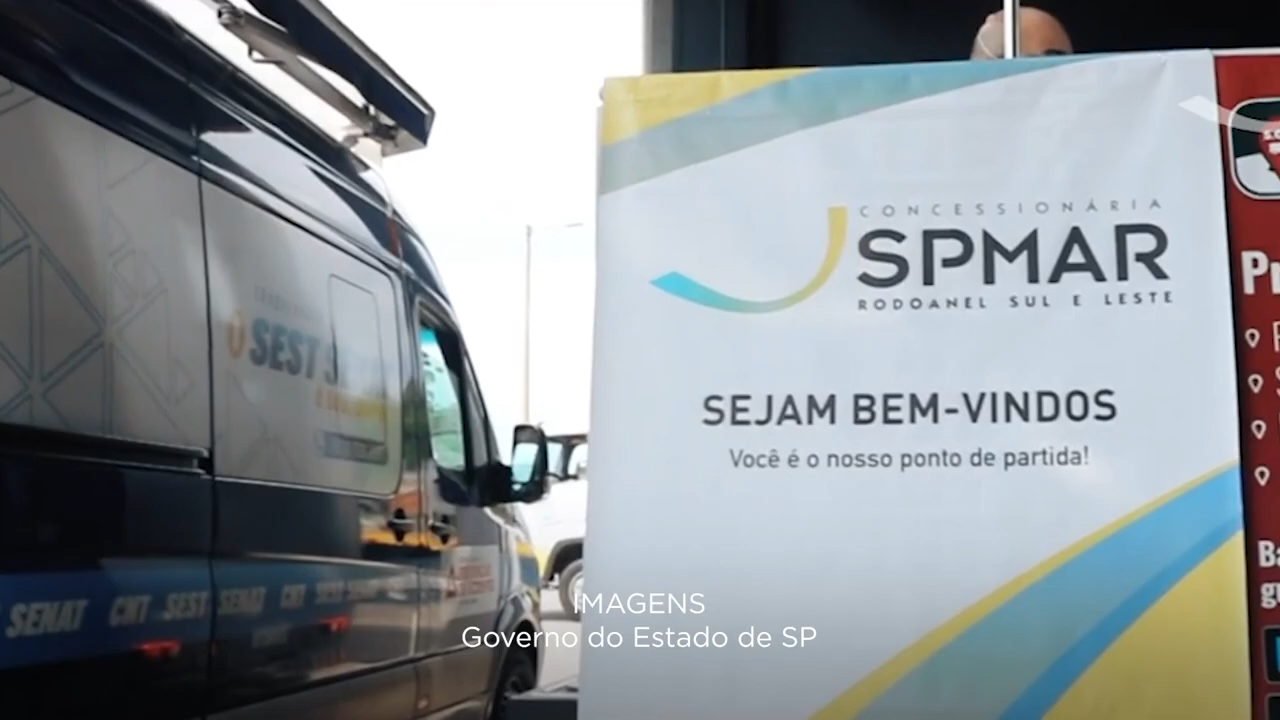 CONCESSIONÁRIA
SPMAR
RODOANEL SUL E LESTE
SEJAM BEM-VINDOS
Você é o nosso ponto de partida!
SEST
SENAT CNT SEST SENAT CNT
IMAGENS
Governo do Estado de SP